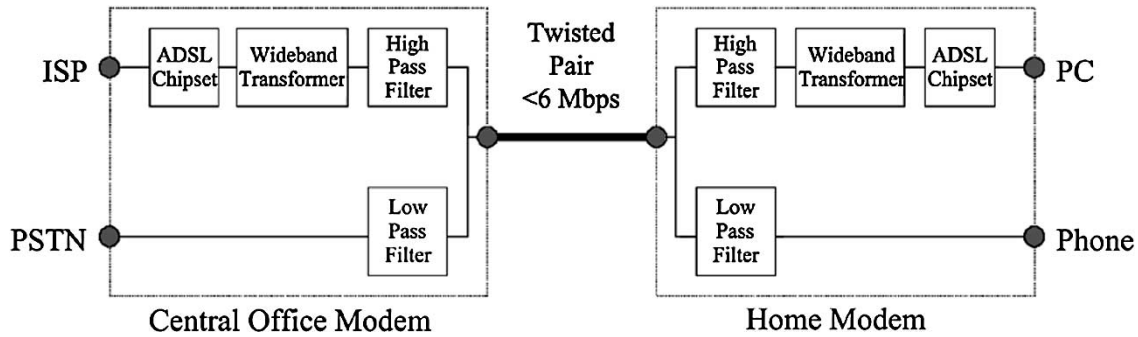 ISP
ADSL
Chipset
Wideband
Transformer
High
Pass
Filter
Twisted
Pair
<6 Mbps
High
Pass
Filter
Wideband
Transformer
ADSL
Chipset
PC
PSTN
Low
Pass
Filter
Low
Pass
Filter
Phone
Central Office Modem
Home Modem